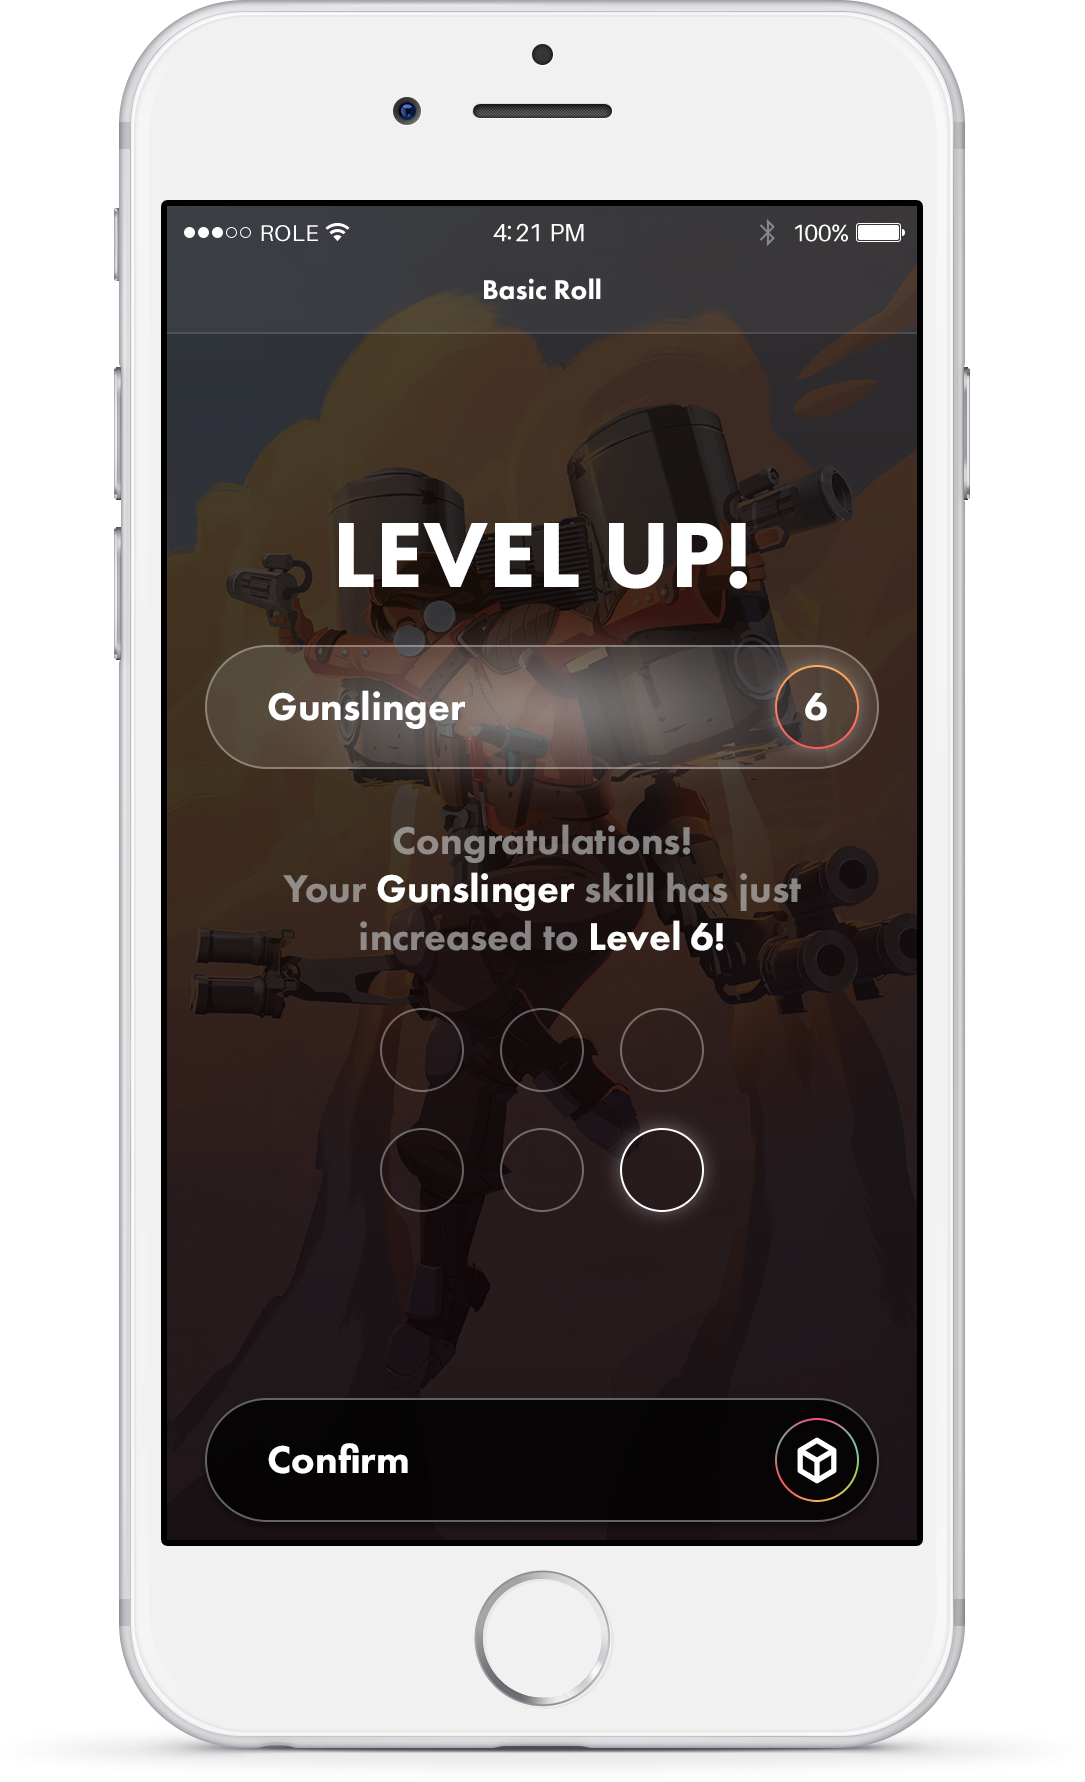 ROLE 4:21 PM 100%
Basic Roll
LEVEL UP!
Gunslinger 6
Congratulations!
Your Gunslinger skill has just
increased to Level 6!
Confirm